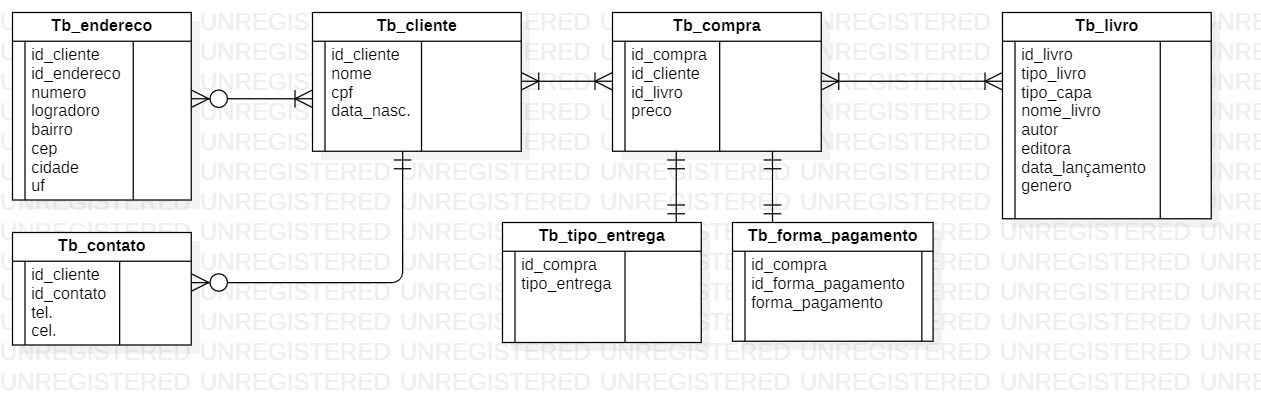 Tb_endereco
id_cliente
id_endereco
numero
logradoro
bairro
cep
cidade
uf
Tb_cliente
id_cliente
nome
cpf
data_nasc.
Tb_compra
id_compra
id_cliente
id_livro
preco
Tb_livro
id_livro
tipo_livro
tipo_capa
nome_livro
autor
editora
data_lançamento
genero
Tb_contato
id_cliente
id_contato
tel.
cel.
Tb_tipo_entrega
id_compra
tipo_entrega
Tb_forma_pagamento
id_compra
id_forma_pagamento
forma_pagamento
UNREGISTERED UNREGISTERED UNREGISTERED UNREGISTERED UNREGISTERED UNREGISTERED UNRE